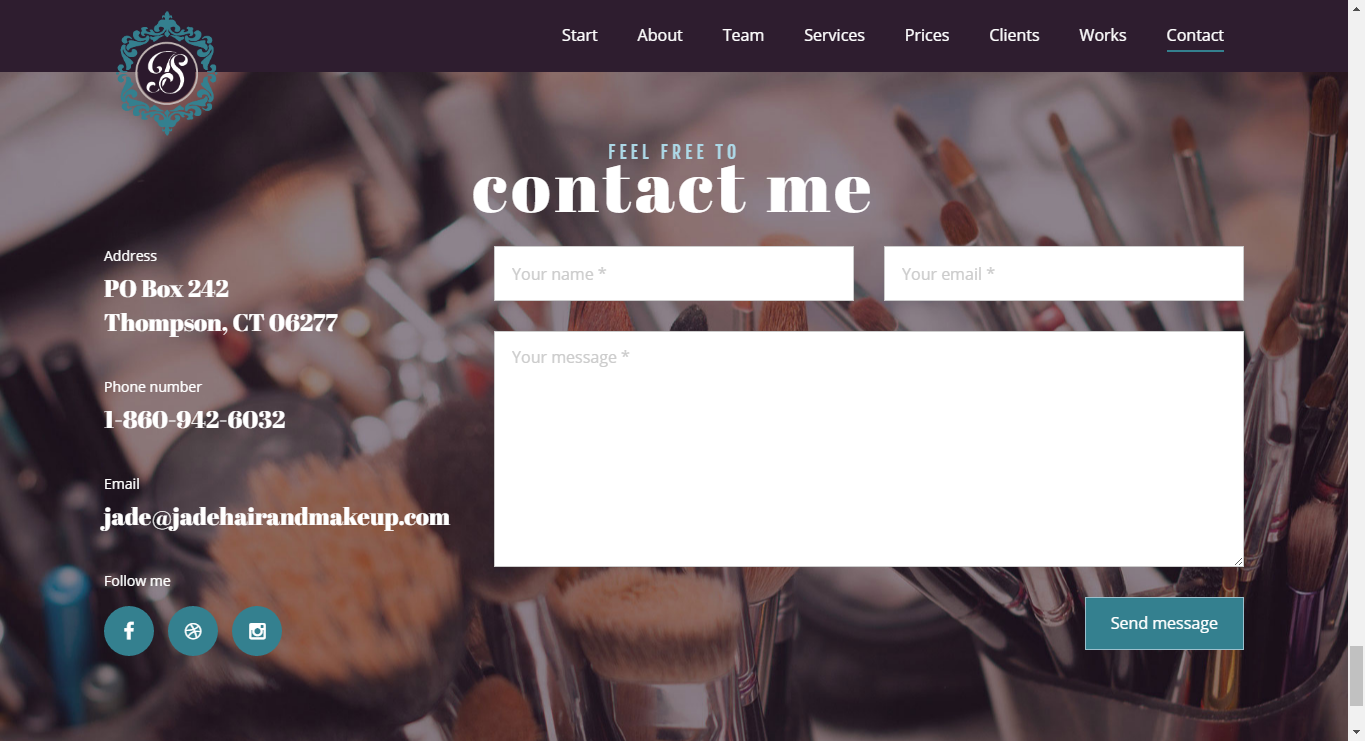 Start About Team Services Prices Clients Works Contact
FEEL FREE TO
contact me
Address
PO Box 242
Thompson, CT 06277
Phone number
1-860-942-6032
Email
jade@jadehairandmakeup.com
Follow me
Your name * Your email *
Your message *
Send message